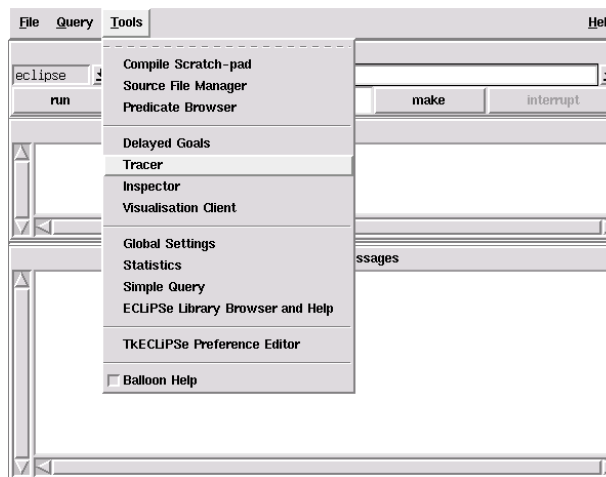 File Query Tools Hel
Compile Scratch-pad
eclipse
Source File Manager
run
Predicate Browser
make
interrupt
Delayed Goals
Tracer
Inspector
Visualisation Client
Global Settings
ssages
Statistics
Simple Query
ECLiPSe Library Browser and Help
TkECLiPSe Preference Editor
Balloon Help